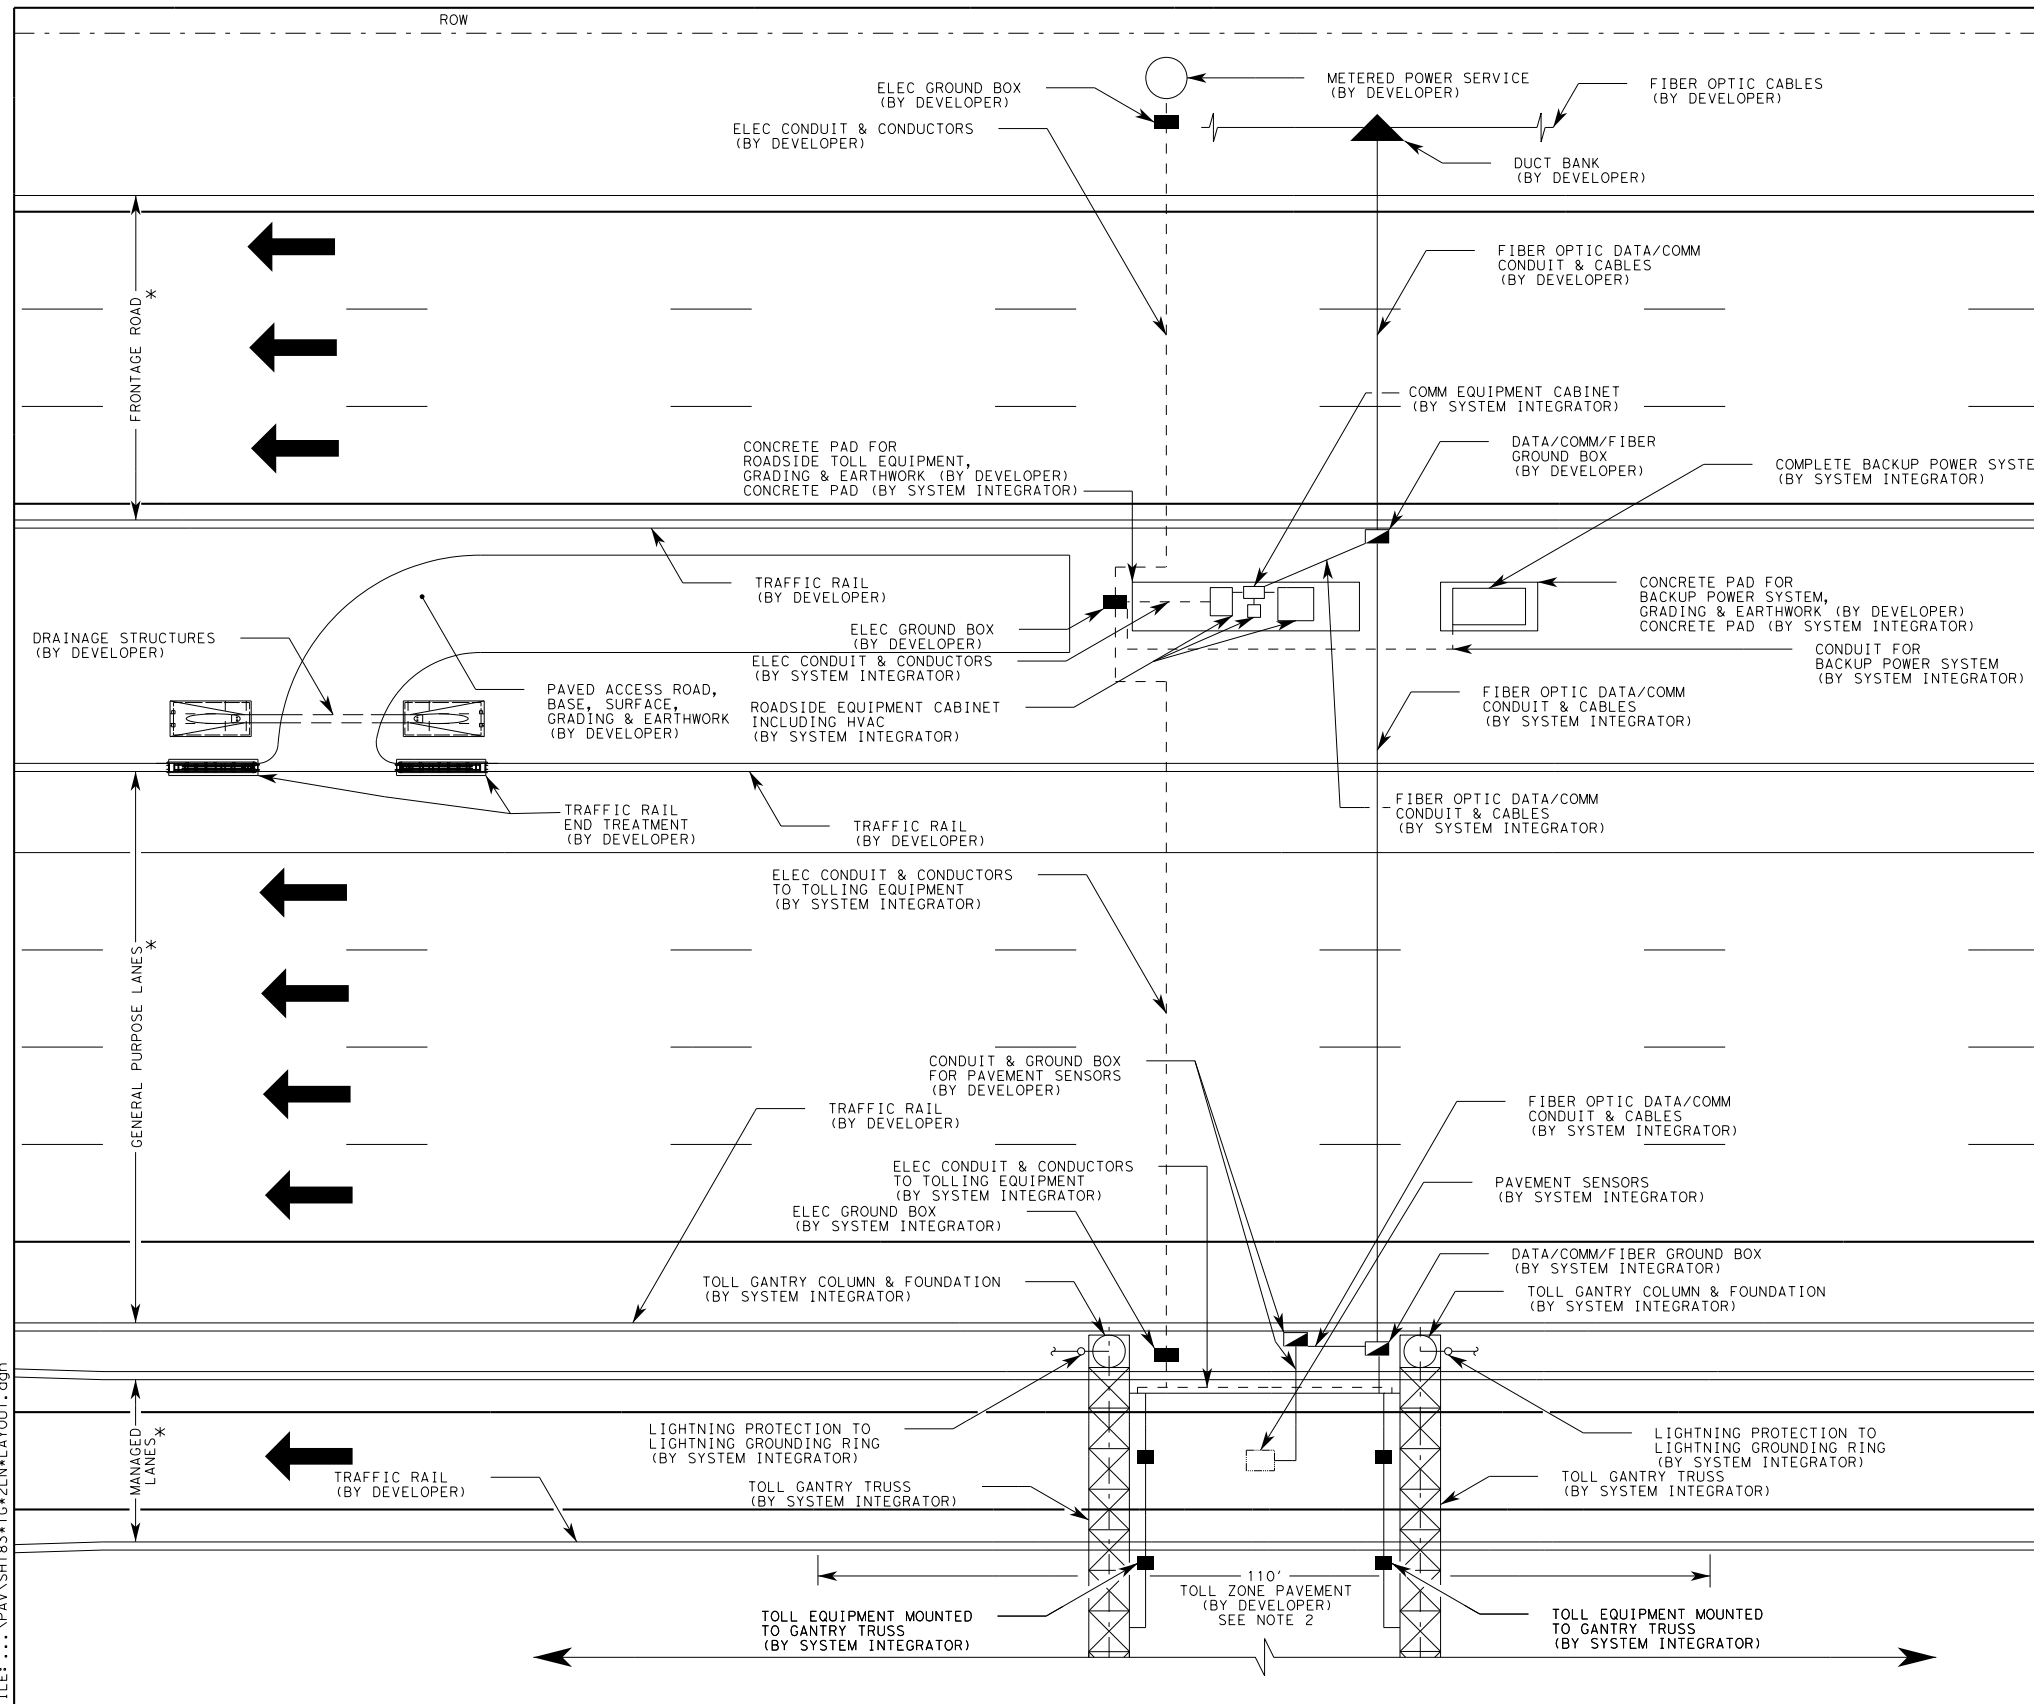 ROW
METERED POWER SERVICE
(BY DEVELOPER)
FIBER OPTIC CABLES
(BY DEVELOPER)
ELEC GROUND BOX
(BY DEVELOPER)
ELEC CONDUIT & CONDUCTORS
(BY DEVELOPER)
DUCT BANK
(BY DEVELOPER)
FIBER OPTIC DATA/COMM
CONDUIT & CABLES
(BY DEVELOPER)
FRONTAGE ROAD*
COMM EQUIPMENT CABINET
(BY SYSTEM INTEGRATOR)
CONCRETE PAD FOR
ROADSIDE TOLL EQUIPMENT,
GRADING & EARTHWORK (BY DEVELOPER)
CONCRETE PAD (BY SYSTEM INTEGRATOR)
DATA/COMM/FIBER
GROUND BOX
(BY DEVELOPER)
COMPLETE BACKUP POWER SYSTE
(BY SYSTEM INTEGRATOR)
TRAFFIC RAIL
(BY DEVELOPER)
CONCRETE PAD FOR
BACKUP POWER SYSTEM,
GRADING & EARTHWORK (BY DEVELOPER)
CONCRETE PAD (BY SYSTEM INTEGRATOR)
DRAINAGE STRUCTURES
(BY DEVELOPER)
ELEC GROUND BOX
(BY DEVELOPER)
ELEC CONDUIT & CONDUCTORS
(BY SYSTEM INTEGRATOR)
CONDUIT FOR
BACKUP POWER SYSTEM
(BY SYSTEM INTEGRATOR)
PAVED ACCESS ROAD,
BASE, SURFACE,
GRADING & EARTHWORK
(BY DEVELOPER)
ROADSIDE EQUIPMENT CABINET
INCLUDING HVAC
(BY SYSTEM INTEGRATOR)
FIBER OPTIC DATA/COMM
CONDUIT & CABLES
(BY SYSTEM INTEGRATOR)
TRAFFIC RAIL
END TREATMENT
(BY DEVELOPER)
TRAFFIC RAIL
(BY DEVELOPER)
FIBER OPTIC DATA/COMM
CONDUIT & CABLES
(BY SYSTEM INTEGRATOR)
ELEC CONDUIT & CONDUCTORS
TO TOLLING EQUIPMENT
(BY SYSTEM INTEGRATOR)
GENERAL PURPOSE LANES*
CONDUIT & GROUND BOX
FOR PAVEMENT SENSORS
(BY DEVELOPER)
TRAFFIC RAIL
(BY DEVELOPER)
FIBER OPTIC DATA/COMM
CONDUIT & CABLES
(BY SYSTEM INTEGRATOR)
ELEC CONDUIT & CONDUCTORS
TO TOLLING EQUIPMENT
(BY SYSTEM INTEGRATOR)
PAVEMENT SENSORS
(BY SYSTEM INTEGRATOR)
ELEC GROUND BOX
(BY SYSTEM INTEGRATOR)
DATA/COMM/FIBER GROUND BOX
(BY SYSTEM INTEGRATOR)
TOLL GANTRY COLUMN & FOUNDATION
(BY SYSTEM INTEGRATOR)
TOLL GANTRY COLUMN & FOUNDATION
(BY SYSTEM INTEGRATOR)
MANAGED
LANES*
LIGHTNING PROTECTION TO
LIGHTNING GROUNDING RING
(BY SYSTEM INTEGRATOR)
LIGHTNING PROTECTION TO
LIGHTNING GROUNDING RING
(BY SYSTEM INTEGRATOR)
TRAFFIC RAIL
(BY DEVELOPER)
TOLL GANTRY TRUSS
(BY SYSTEM INTEGRATOR)
TOLL GANTRY TRUSS
(BY SYSTEM INTEGRATOR)
110'
TOLL ZONE PAVEMENT
(BY DEVELOPER)
SEE NOTE 2
TOLL EQUIPMENT MOUNTED
TO GANTRY TRUSS
(BY SYSTEM INTEGRATOR)
TOLL EQUIPMENT MOUNTED
TO GANTRY TRUSS
(BY SYSTEM INTEGRATOR)